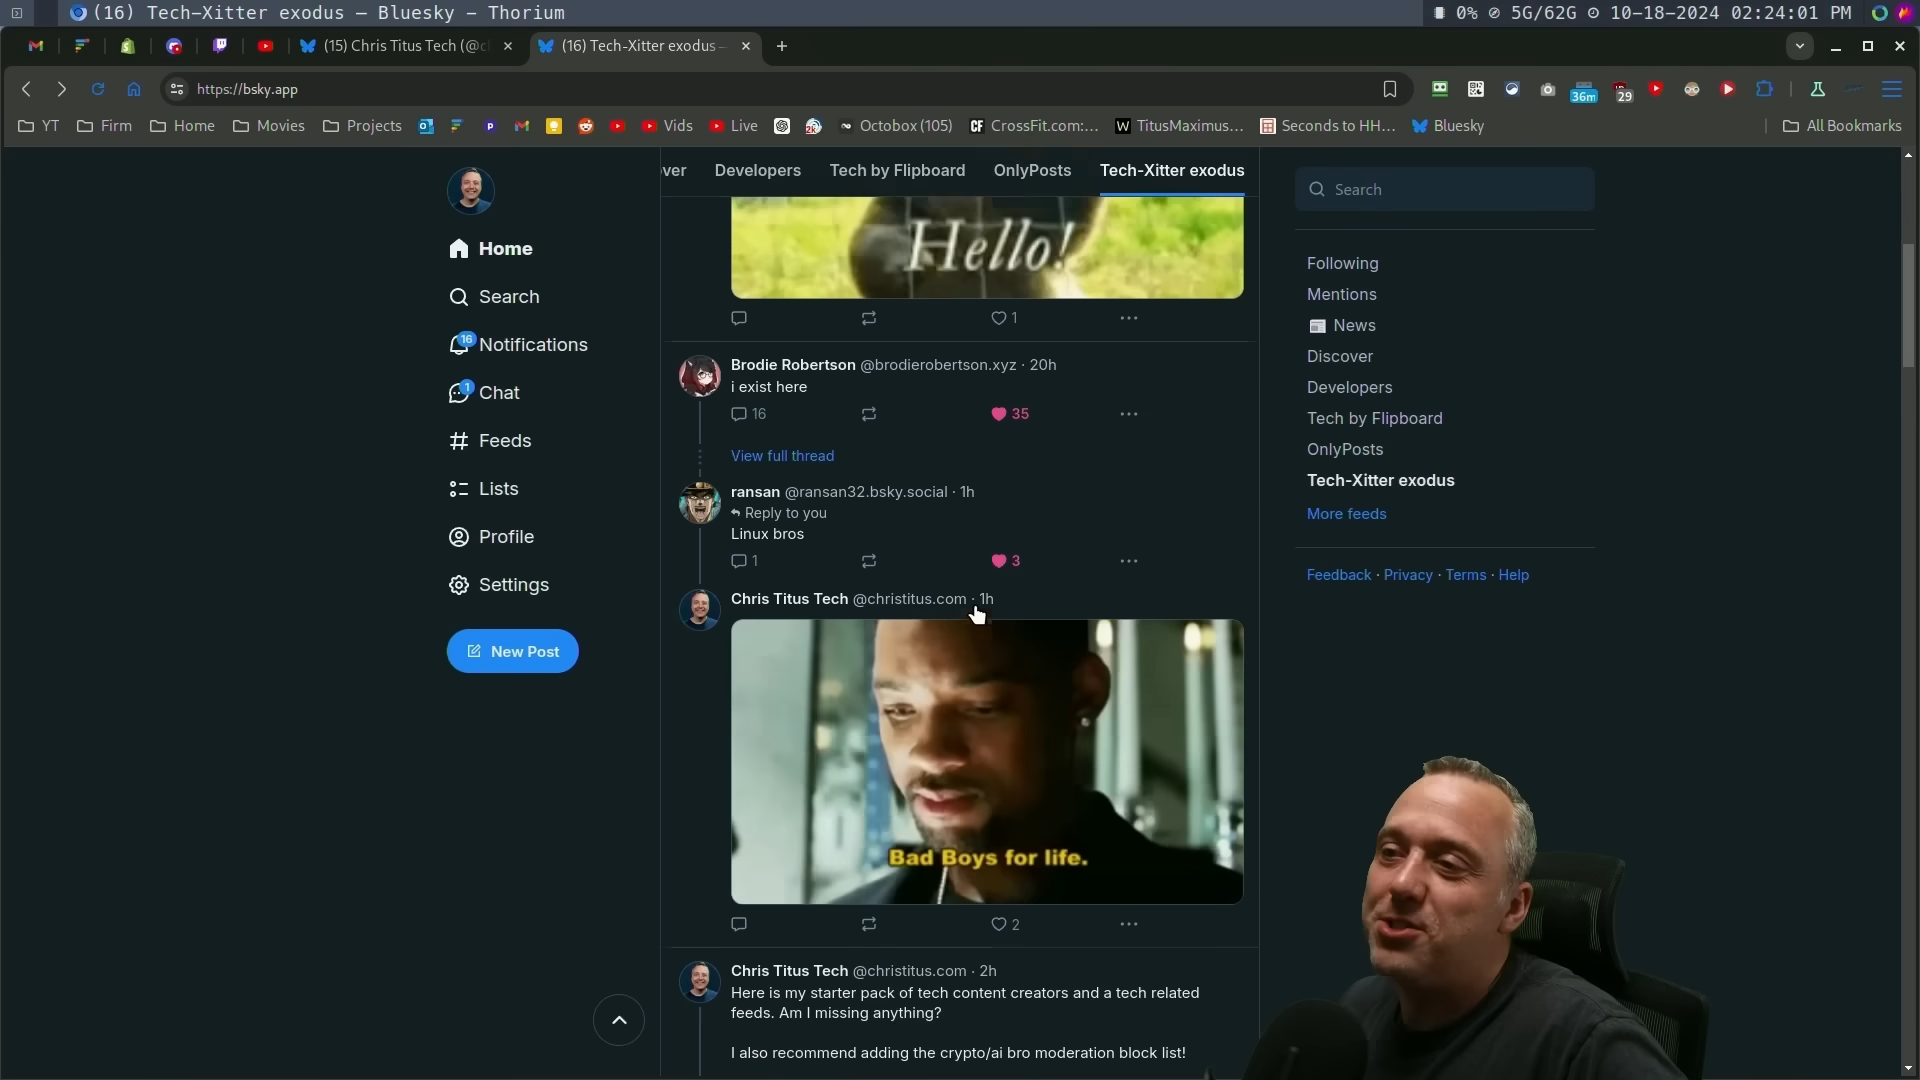 (16) Tech-Xitter exodus — Bluesky - Thorium
0% 5G/62G 10-18-2024 02:24:01 PM
(15) Chris Titus Tech (@c
(16) Tech-Xitter exodus —
https://bsky.app
36m
29
YT
Firm
Home
Movies
Projects
Vids
Live
Octobox (105)
CrossFit.com:...
TitusMaximus...
Seconds to HH...
Bluesky
All Bookmarks
ver
Developers
Tech by Flipboard
OnlyPosts
Tech-Xitter exodus
Home
Search
16
Notifications
1
Chat
Feeds
Lists
Profile
Settings
New Post
Hello!
1
Brodie Robertson @brodierobertson.xyz · 20h
i exist here
16
35
View full thread
ransan @ransan32.bsky.social · 1h
Reply to you
Linux bros
1
3
Chris Titus Tech @christitus.com · 1h
Bad Boys for life.
2
Chris Titus Tech @christitus.com · 2h
Here is my starter pack of tech content creators and a tech related
feeds. Am I missing anything?
I also recommend adding the crypto/ai bro moderation block list!
Search
Following
Mentions
News
Discover
Developers
Tech by Flipboard
OnlyPosts
Tech-Xitter exodus
More feeds
Feedback · Privacy · Terms · Help